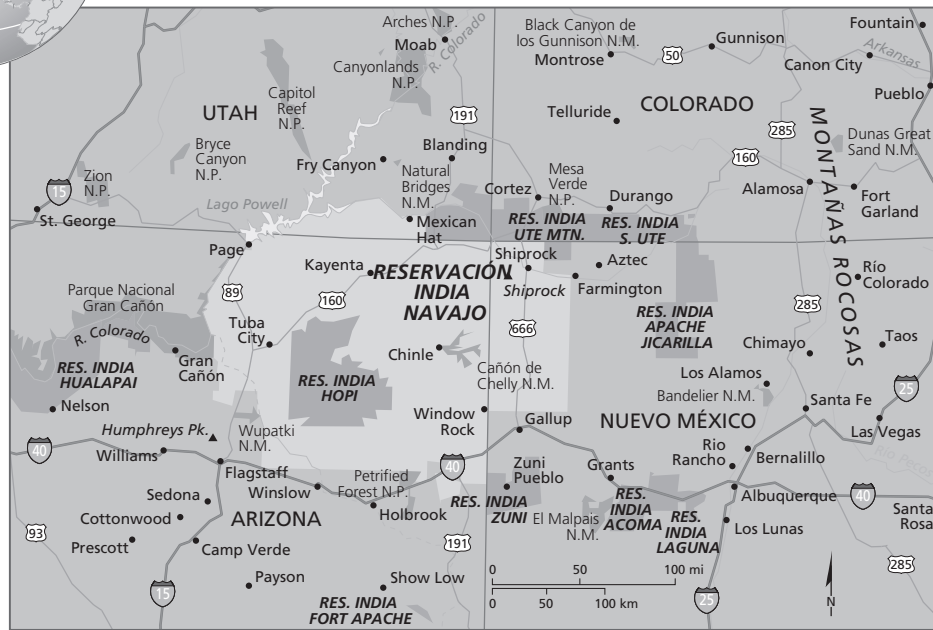 Arches N.P.
Moab
R. Colorado
Canyonlands
N.P.
Capitol
Reef
N.P.
UTAH
191
Bryce
Canyon
N.P.
Fry Canyon
Blanding
Natural
Bridges
N.M.
Zion
N.P.
15
St. George
Lago Powell
Mexican
Hat
Black Canyon de
los Gunnison N.M.
Montrose
50
Gunnison
Fountain
Arkansas
Canon City
Pueblo
Telluride
COLORADO
285
160
Dunas Great
Sand N.M.
Mesa
Verde
N.P.
Cortez
Durango
Alamosa
Fort
Garland
MONTAÑAS ROCOSAS
RES. INDIA
UTE MTN.
RES. INDIA
S. UTE
Page
Kayenta
RESERVACIÓN
INDIA
NAVAJO
Shiprock
Shiprock
Aztec
Farmington
Río
Colorado
89
160
Parque Nacional
Gran Cañón
R. Colorado
Tuba
City
Gran
Cañón
RES. INDIA
HUALAPAI
RES. INDIA
HOPI
Chinle
666
Cañón de
Chelly N.M.
RES. INDIA
APACHE
JICARILLA
285
Chimayo
Taos
Los Alamos
Bandelier N.M.
25
Nelson
Window
Rock
Gallup
NUEVO MÉXICO
Santa Fe
Las Vegas
Humphreys Pk.
Wupatki
N.M.
40
Williams
Flagstaff
Winslow
Petrified
Forest N.P.
40
Zuni
Pueblo
Grants
Rio
Rancho
Bernalillo
Rio Pecos
Sedona
Cottonwood
ARIZONA
Holbrook
RES. INDIA
ZUNI
El Malpais
N.M.
RES.
INDIA
ACOMA
RES.
INDIA
LAGUNA
Albuquerque
40
Santa
Rosa
Los Lunas
93
Prescott
Camp Verde
191
285
Payson
Show Low
15
RES. INDIA
FORT APACHE
0 50 100 mi
0 50 100 km
25
N